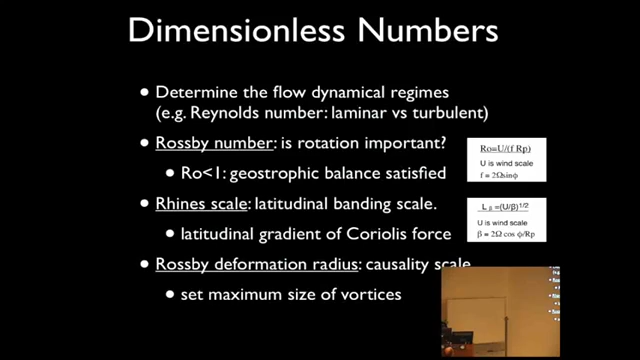 Dimensionless Numbers
• Determine the flow dynamical regimes
(e.g. Reynolds number: laminar vs turbulent)
• Rossby number: is rotation important?
Ro=U/(f Rp)
U is wind scale
f = 2Ωsinϕ
• Ro<1: geostrophic balance satisfied
• Rhines scale: latitudinal banding scale.
L β =(U/β)^1/2
U is wind scale
β = 2Ω cos ϕ/Rp
• latitudinal gradient of Coriolis force
• Rossby deformation radius: causality scale
• set maximum size of vortices